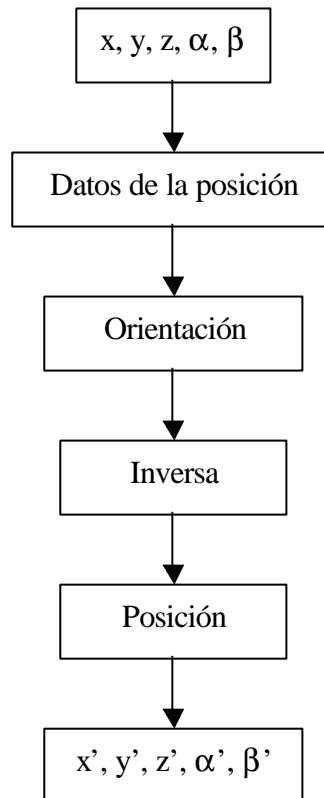 x, y, z, α, β
Datos de la posición
Orientación
Inversa
Posición
x’, y’, z’, α’, β’